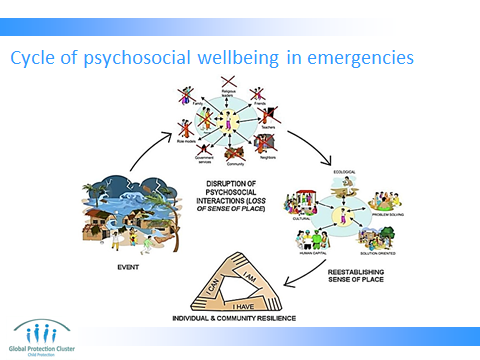 Cycle of psychosocial wellbeing in emergencies
Religious
leaders
Family
Friends
Role models
Teachers
Government
services
Community
Neighbors
DISRUPTION OF
PSYCHOSOCIAL
INTERACTIONS (LOSS
OF SENSE OF PLACE)
ECOLOGICAL
CULTURAL
PROBLEM SOLVING
HUMAN CAPITAL
SOLUTION ORIENTED
EVENT
REESTABLISHING
SENSE OF PLACE
I CAN
I AM
I HAVE
INDIVIDUAL & COMMUNITY RESILIENCE
Global Protection Cluster
Child Protection